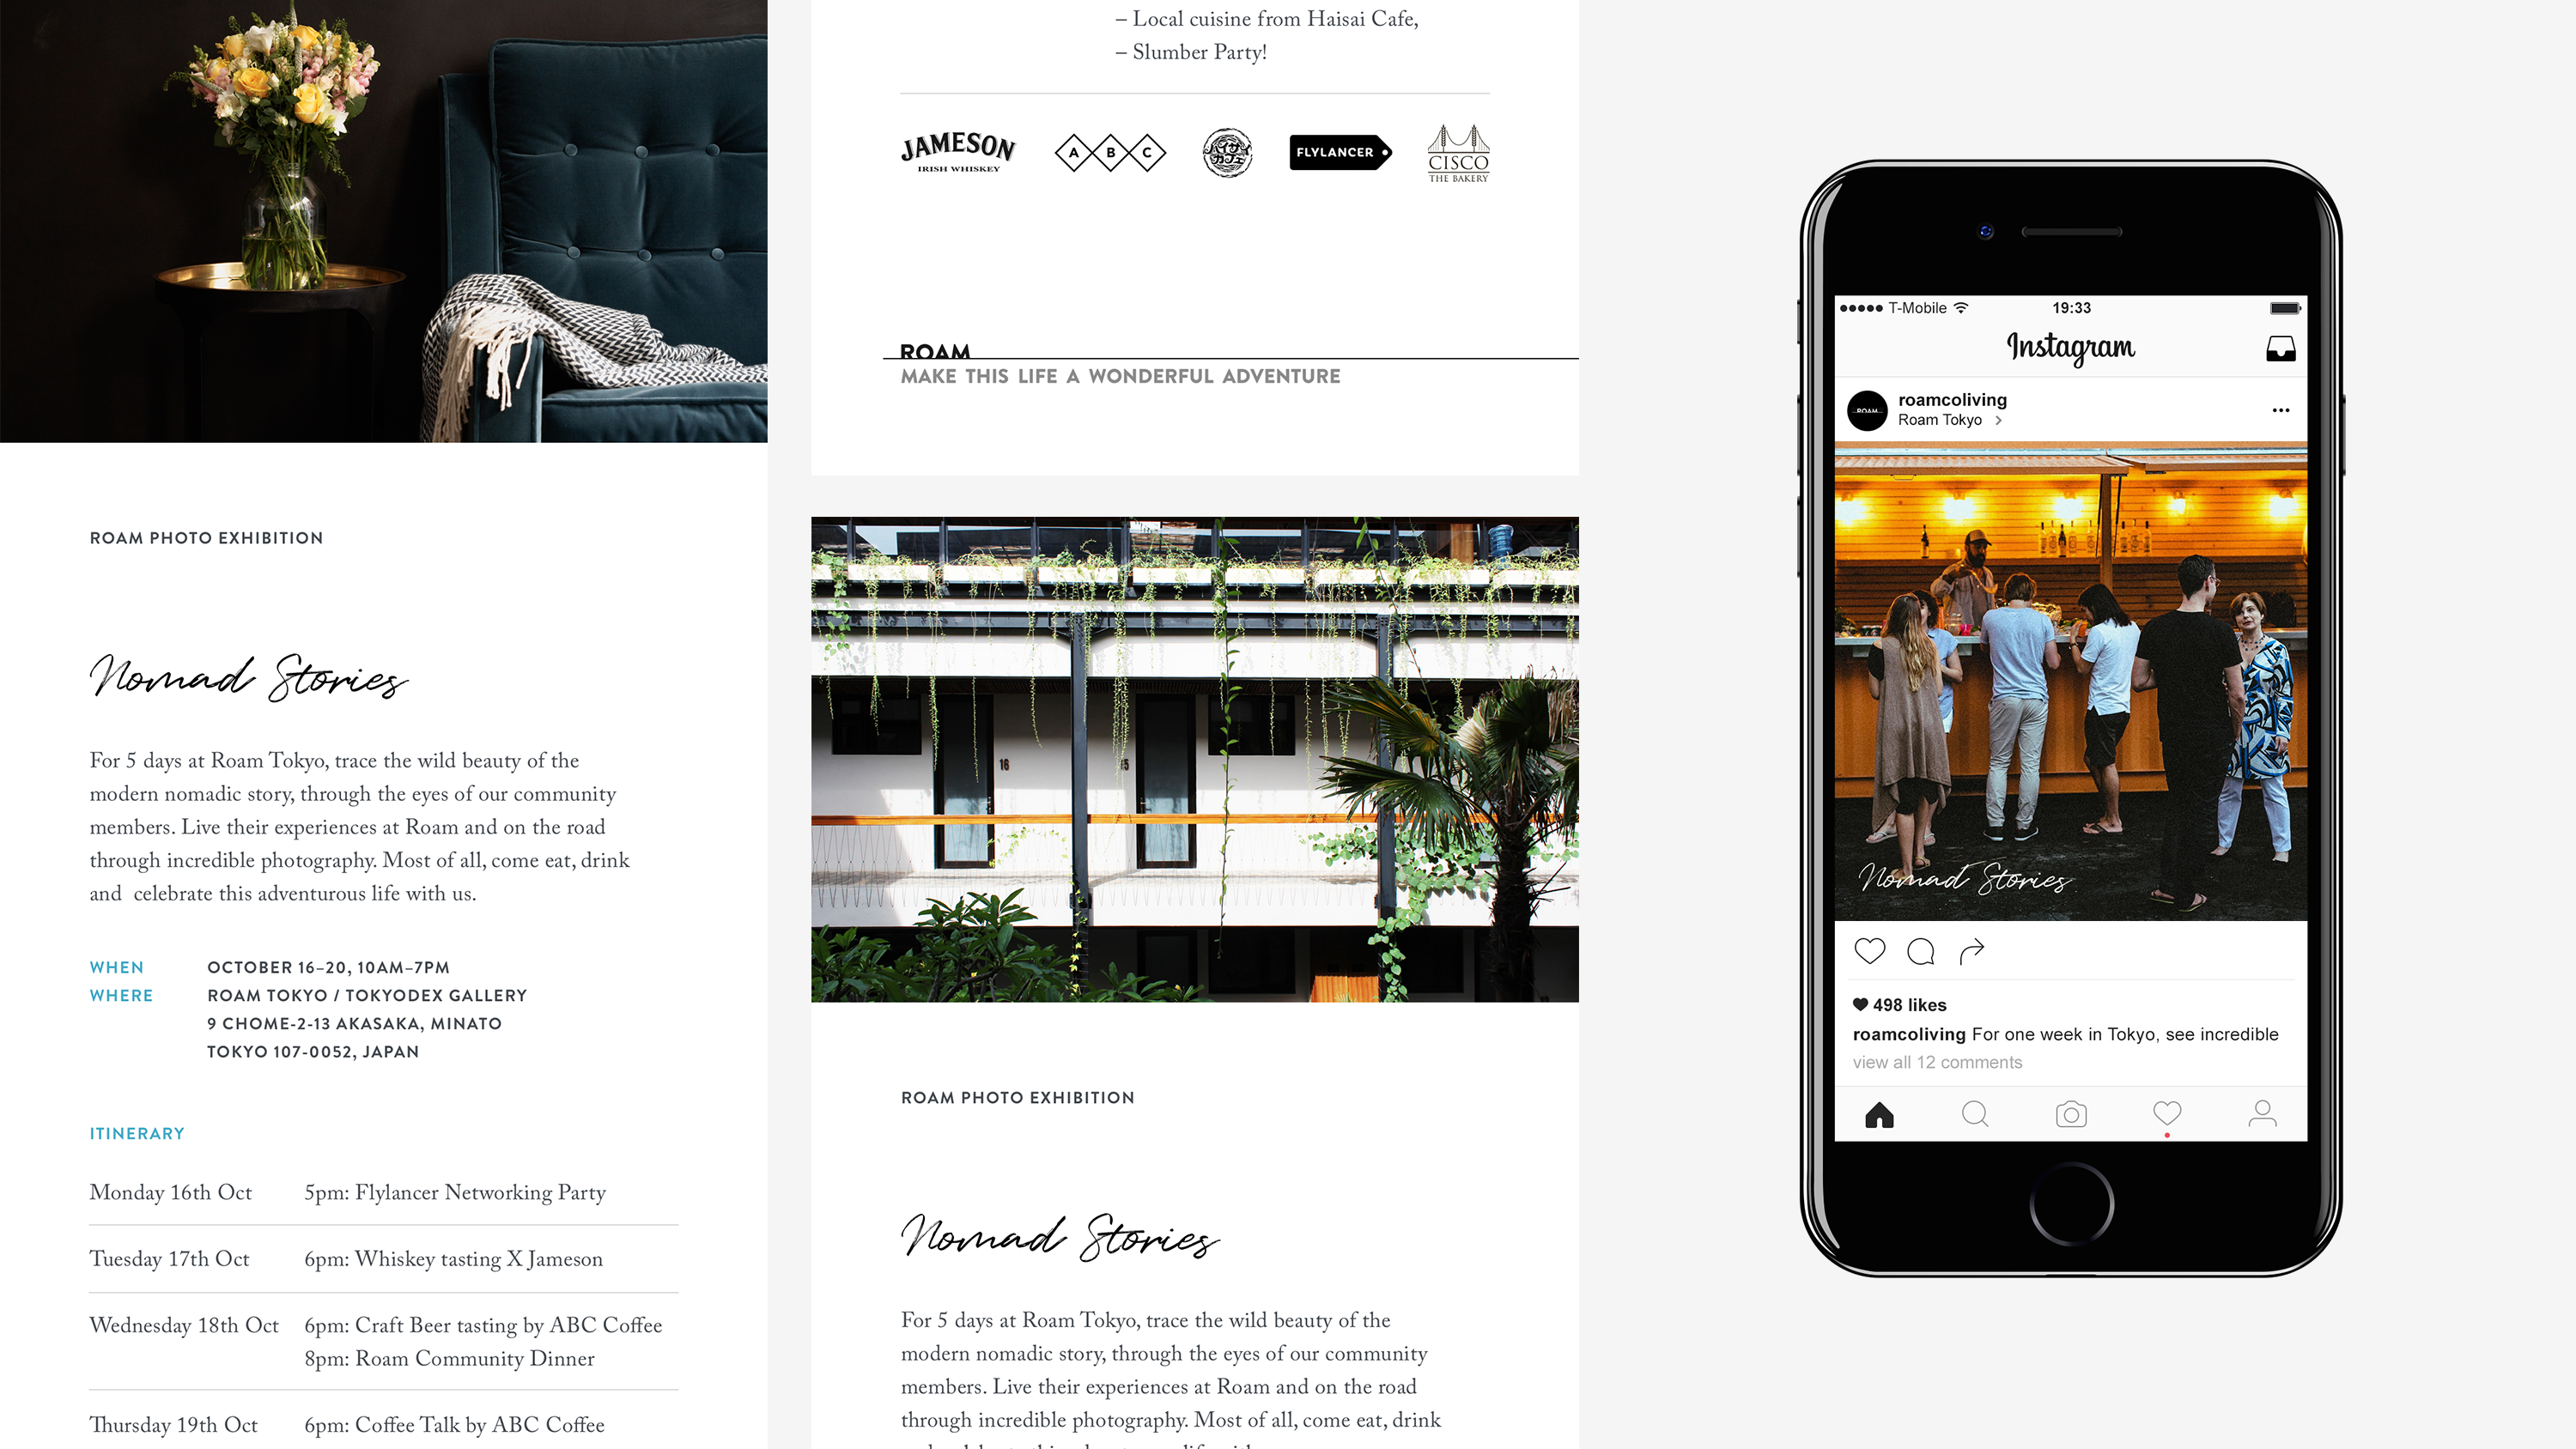 ROAM PHOTO EXHIBITION
Nomad Stories
For 5 days at Roam Tokyo, trace the wild beauty of the
modern nomadic story, through the eyes of our community
members. Live their experiences at Roam and on the road
through incredible photography. Most of all, come eat, drink
and celebrate this adventurous life with us.
WHEN OCTOBER 16–20, 10AM–7PM
WHERE ROAM TOKYO / TOKYODEX GALLERY
9 CHOME-2-13 AKASAKA, MINATO
TOKYO 107-0052, JAPAN
ITINERARY
Monday 16th Oct 5pm: Flylancer Networking Party
Tuesday 17th Oct 6pm: Whiskey tasting X Jameson
Wednesday 18th Oct 6pm: Craft Beer tasting by ABC Coffee
8pm: Roam Community Dinner
Thursday 19th Oct 6pm: Coffee Talk by ABC Coffee
– Local cuisine from Haisai Cafe,
– Slumber Party!
JAMESON
IRISH WHISKEY
A B C
ハイサイ
カフェ
FLYLANCER
CISCO
THE BAKERY
ROAM
MAKE THIS LIFE A WONDERFUL ADVENTURE
16
15
ROAM PHOTO EXHIBITION
Nomad Stories
For 5 days at Roam Tokyo, trace the wild beauty of the
modern nomadic story, through the eyes of our community
members. Live their experiences at Roam and on the road
through incredible photography. Most of all, come eat, drink
T-Mobile 19:33
Instagram
ROAM
roamcoliving
Roam Tokyo
Nomad Stories
498 likes
roamcoliving For one week in Tokyo, see incredible
view all 12 comments